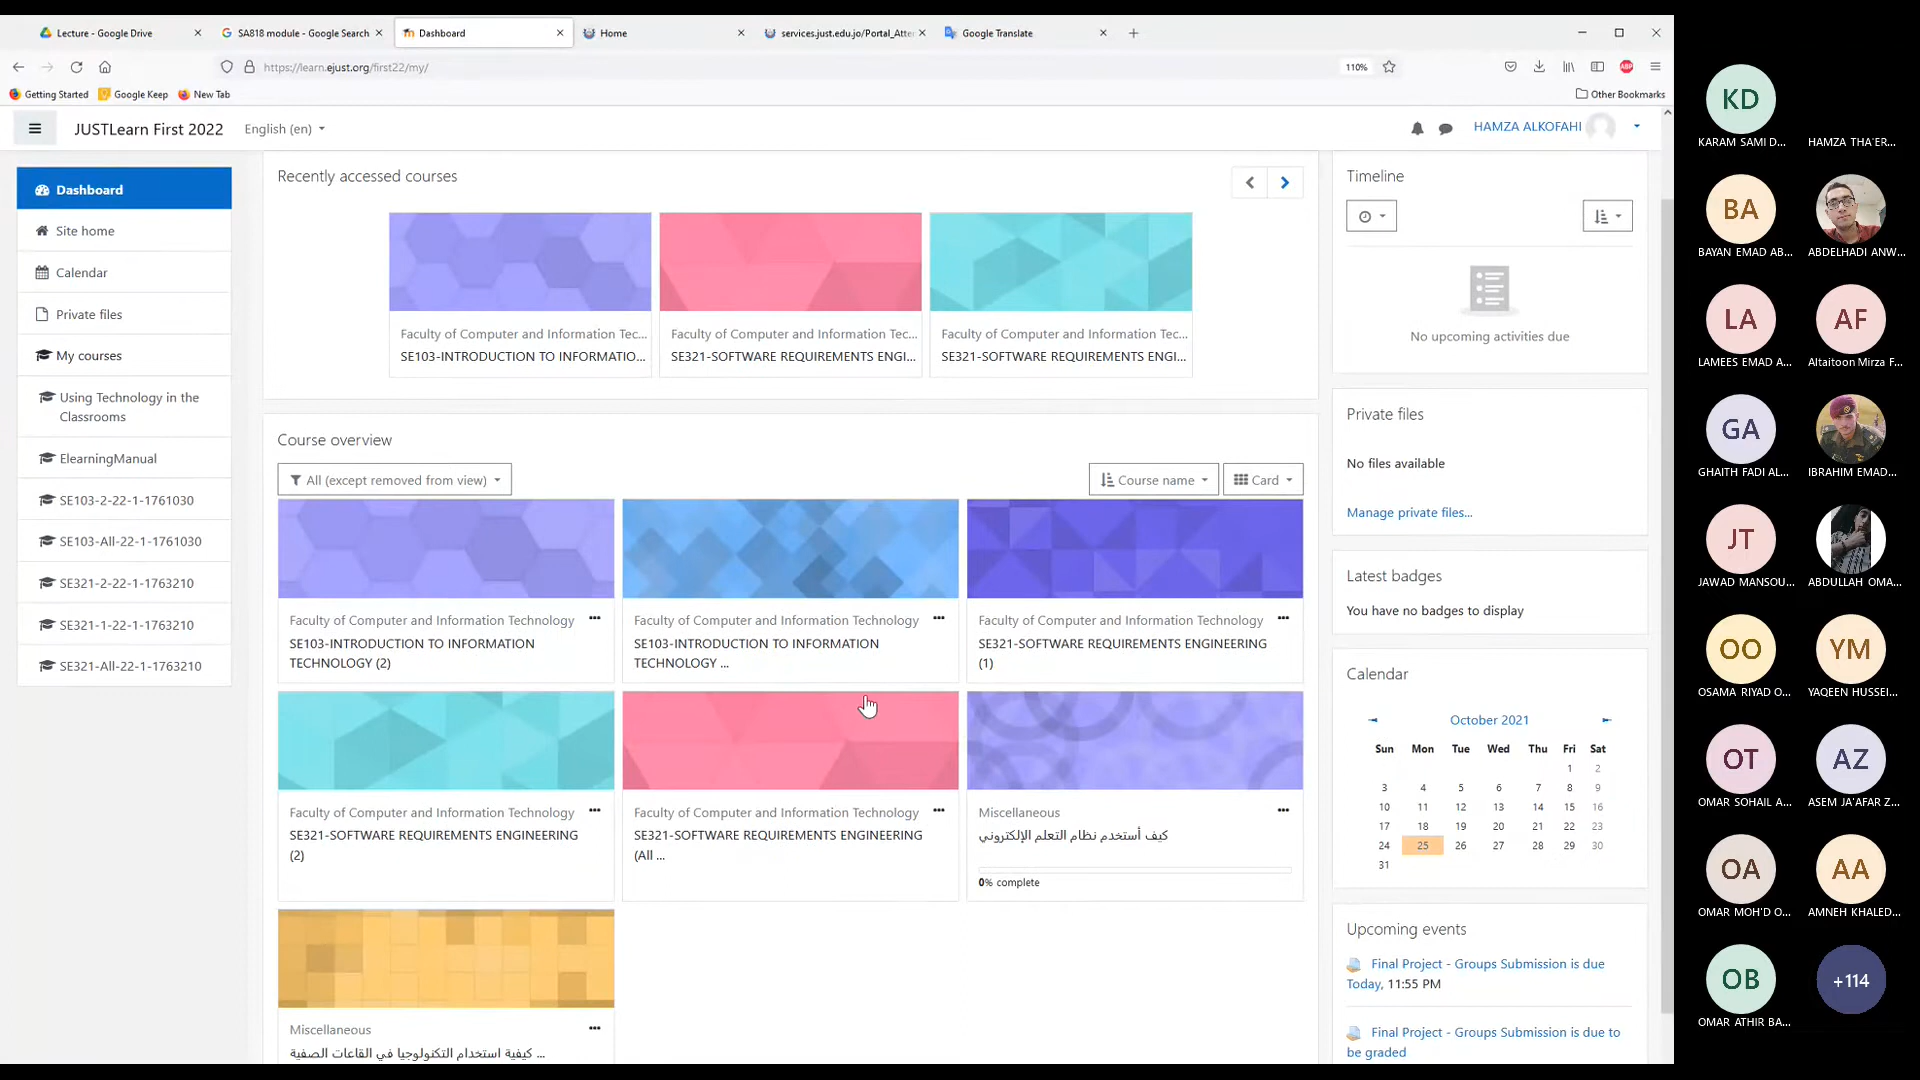 Lecture - Google Drive
SA818 module - Google Search
Dashboard
Home
services.just.edu.jo/Portal_Atte
Google Translate
https://learn.ejust.org/first22/my/
110%
Getting Started
Google Keep
New Tab
Other Bookmarks
JUSTLearn First 2022
English (en)
HAMZA ALKOFAHI
Dashboard
Site home
Calendar
Private files
My courses
Using Technology in the
Classrooms
ElearningManual
SE103-2-22-1-1761030
SE103-All-22-1-1761030
SE321-2-22-1-1763210
SE321-1-22-1-1763210
SE321-All-22-1-1763210
Recently accessed courses
Faculty of Computer and Information Tec...
SE103-INTRODUCTION TO INFORMATIO...
Faculty of Computer and Information Tec...
SE321-SOFTWARE REQUIREMENTS ENGI...
Faculty of Computer and Information Tec...
SE321-SOFTWARE REQUIREMENTS ENGI...
Course overview
All (except removed from view)
Course name
Card
Faculty of Computer and Information Technology
SE103-INTRODUCTION TO INFORMATION
TECHNOLOGY (2)
Faculty of Computer and Information Technology
SE103-INTRODUCTION TO INFORMATION
TECHNOLOGY ...
Faculty of Computer and Information Technology
SE321-SOFTWARE REQUIREMENTS ENGINEERING
(1)
Faculty of Computer and Information Technology
SE321-SOFTWARE REQUIREMENTS ENGINEERING
(2)
Faculty of Computer and Information Technology
SE321-SOFTWARE REQUIREMENTS ENGINEERING
(All ...
Miscellaneous
كيف أستخدم نظام التعلم الإلكتروني
0% complete
Miscellaneous
كيفية استخدام التكنولوجيا في القاعات الصفية ...
Timeline
No upcoming activities due
Private files
No files available
Manage private files...
Latest badges
You have no badges to display
Calendar
◄ October 2021 ►
Sun Mon Tue Wed Thu Fri Sat
1 2
3 4 5 6 7 8 9
10 11 12 13 14 15 16
17 18 19 20 21 22 23
24 25 26 27 28 29 30
31
Upcoming events
Final Project - Groups Submission is due
Today, 11:55 PM
Final Project - Groups Submission is due to
be graded
KD
KARAM SAMI D...
HAMZA THA'ER...
BA
BAYAN EMAD AB...
ABDELHADI ANW...
LA
LAMEES EMAD A...
AF
Altaitoon Mirza F...
GA
GHAITH FADI AL...
IBRAHIM EMAD...
JT
JAWAD MANSOU...
ABDULLAH OMA...
OO
OSAMA RIYAD O...
YM
YAQEEN HUSSEI...
OT
OMAR SOHAIL A...
AZ
ASEM JA'AFAR Z...
OA
OMAR MOH'D O...
AA
AMNEH KHALED...
OB
OMAR ATHIR BA...
+114